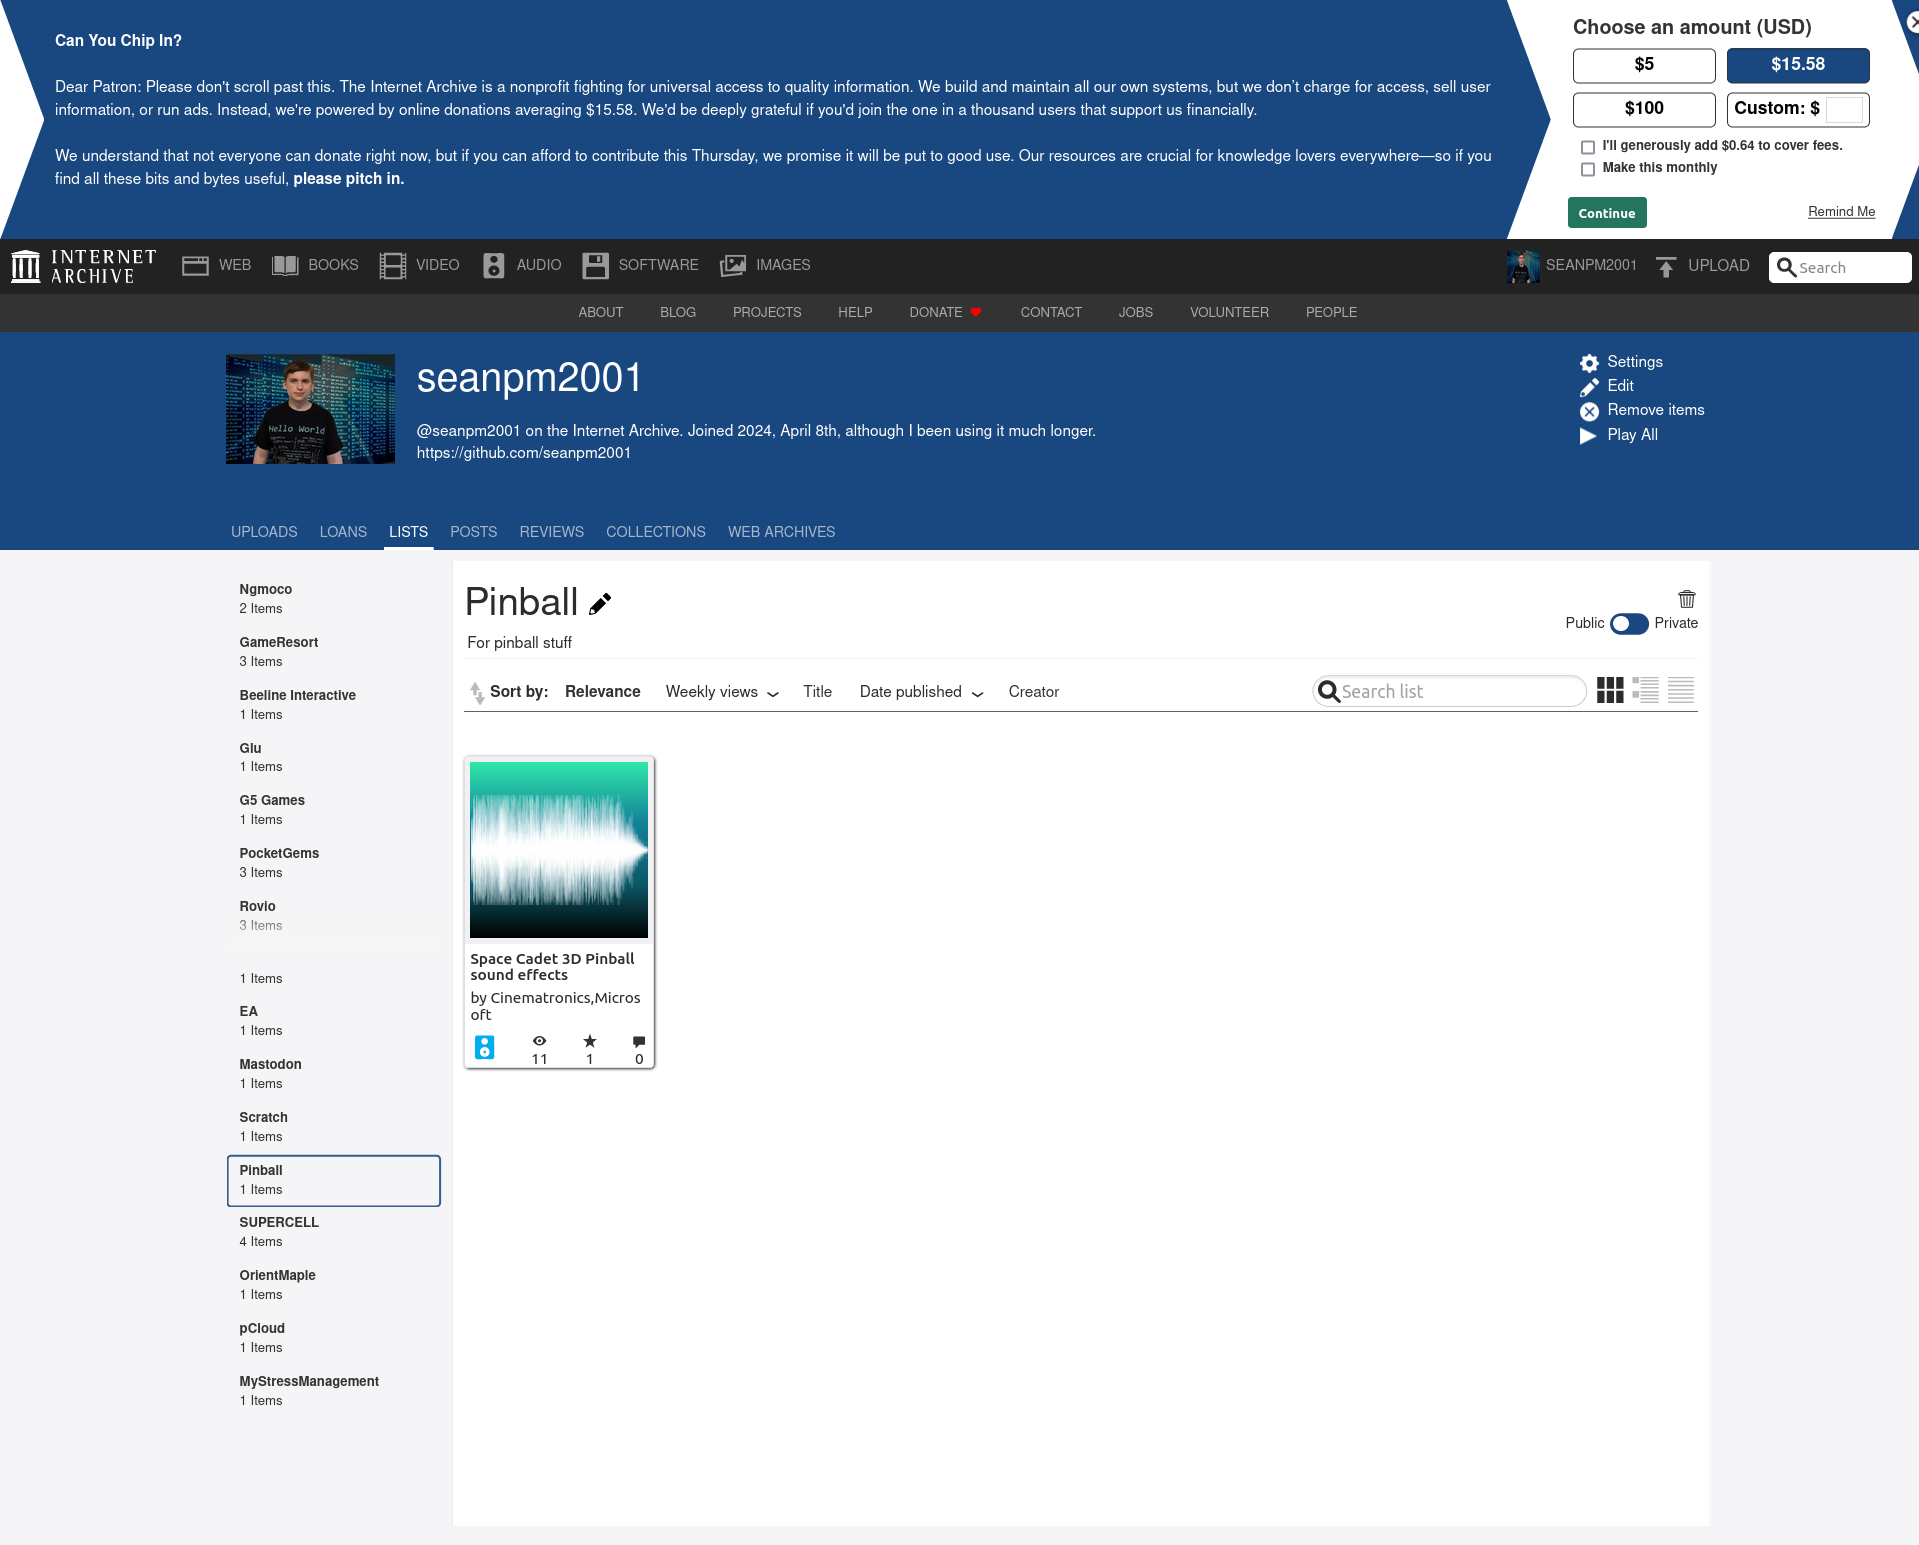 Can You Chip In?
Dear Patron: Please don't scroll past this. The Internet Archive is a nonprofit fighting for universal access to quality information. We build and maintain all our own systems, but we don’t charge for access, sell user
information, or run ads. Instead, we're powered by online donations averaging $15.58. We'd be deeply grateful if you'd join the one in a thousand users that support us financially.
We understand that not everyone can donate right now, but if you can afford to contribute this Thursday, we promise it will be put to good use. Our resources are crucial for knowledge lovers everywhere—so if you
find all these bits and bytes useful, please pitch in.
Choose an amount (USD)
$5
$15.58
$100
Custom: $
I'll generously add $0.64 to cover fees.
Make this monthly
Continue
Remind Me
INTERNET
ARCHIVE
WEB
BOOKS
VIDEO
AUDIO
SOFTWARE
IMAGES
SEANPM2001
UPLOAD
Search
ABOUT
BLOG
PROJECTS
HELP
DONATE
CONTACT
JOBS
VOLUNTEER
PEOPLE
Hello World
seanpm2001
@seanpm2001 on the Internet Archive. Joined 2024, April 8th, although I been using it much longer.
https://github.com/seanpm2001
Settings
Edit
Remove items
Play All
UPLOADS
LOANS
LISTS
POSTS
REVIEWS
COLLECTIONS
WEB ARCHIVES
Ngmoco
2 Items
GameResort
3 Items
Beeline Interactive
1 Items
Glu
1 Items
G5 Games
1 Items
PocketGems
3 Items
Rovio
3 Items
1 Items
EA
1 Items
Mastodon
1 Items
Scratch
1 Items
Pinball
1 Items
SUPERCELL
4 Items
OrientMaple
1 Items
pCloud
1 Items
MyStressManagement
1 Items
Pinball
For pinball stuff
Public
Private
Sort by:
Relevance
Weekly views
Title
Date published
Creator
Search list
Space Cadet 3D Pinball
sound effects
by Cinematronics,Micros
oft
11
1
0